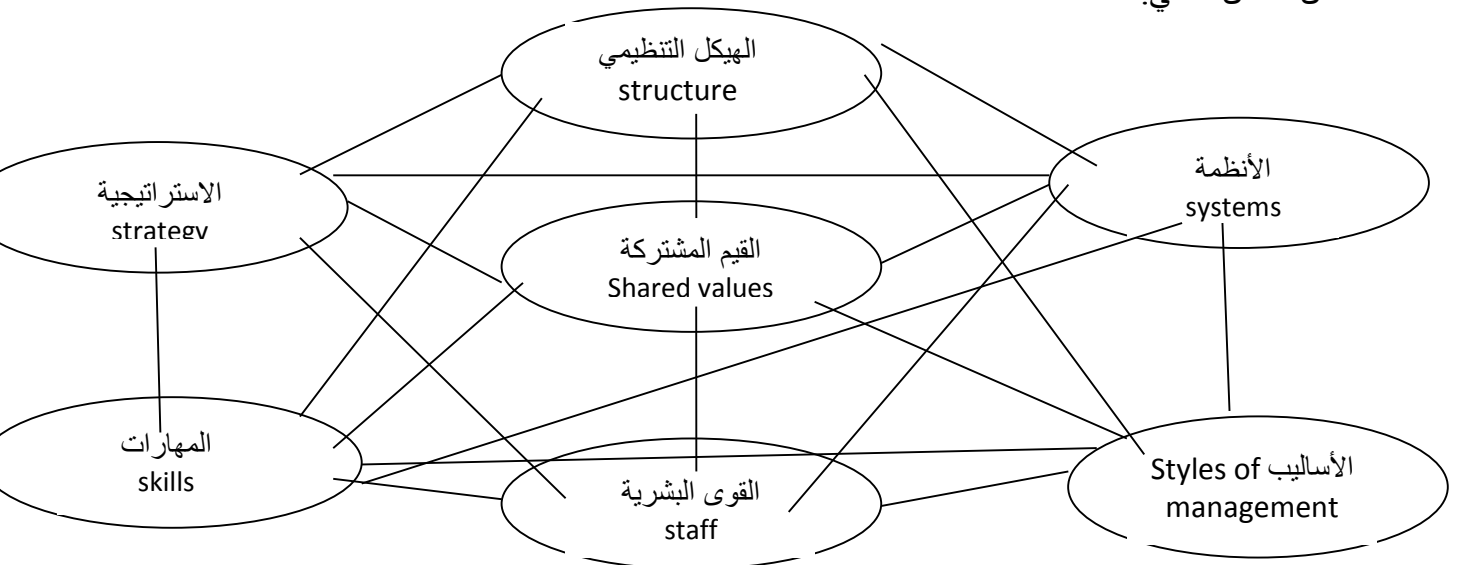 الهيكل التنظيمي
structure
الأنظمة
systems
الاستراتيجية
strategy
القيم المشتركة
Shared values
المهارات
skills
القوى البشرية
staff
الأساليب Styles of
management